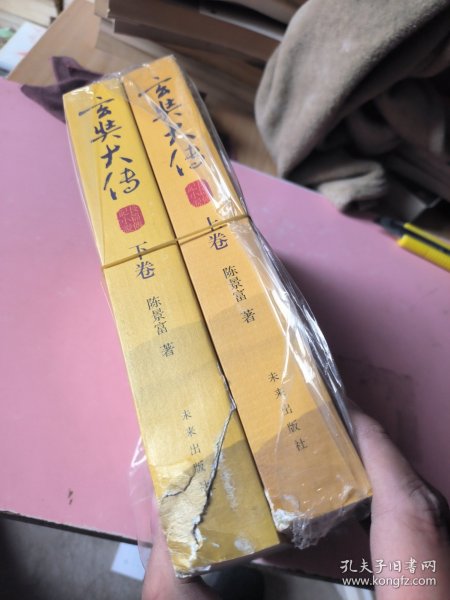 玄奘大传
下卷
陈景富 著
未来出版社
玄奘大传
上卷
陈景富 著
未来出版社
孔夫子旧书网
www.kongfz.com